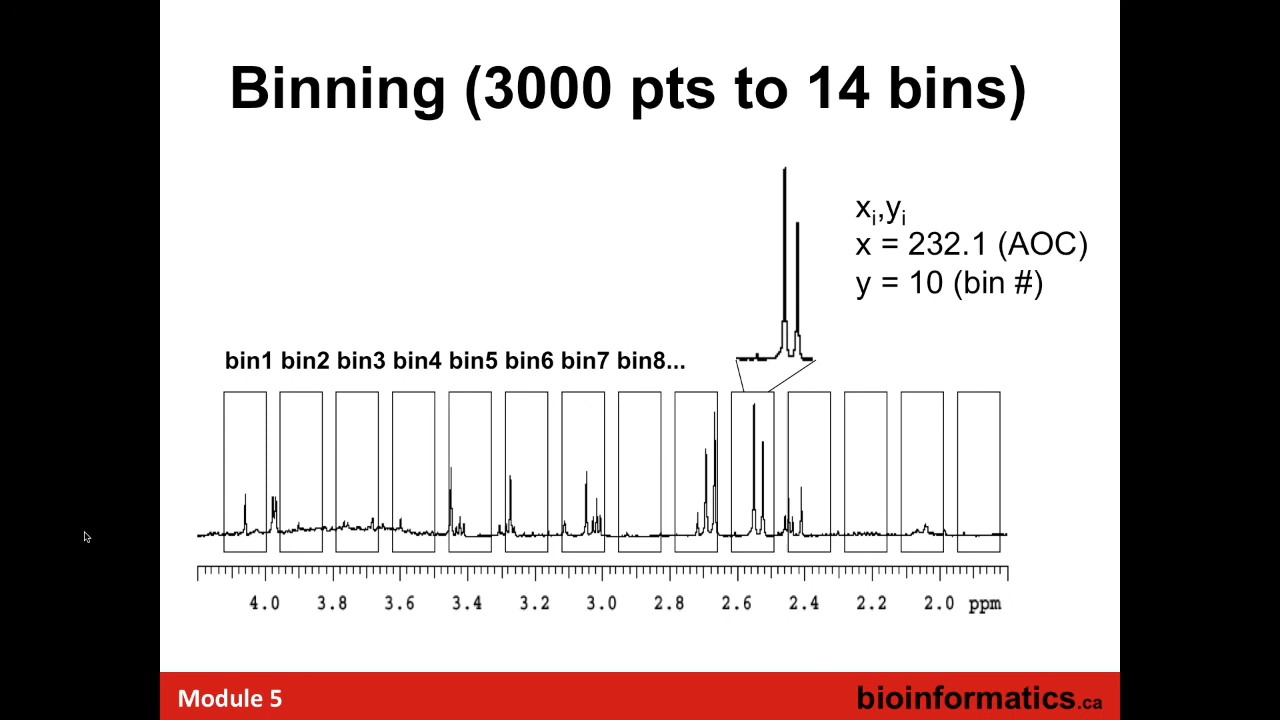 Binning (3000 pts to 14 bins)
xi,yi
x = 232.1 (AOC)
y = 10 (bin #)
bin1 bin2 bin3 bin4 bin5 bin6 bin7 bin8...
4.0 3.8 3.6 3.4 3.2 3.0 2.8 2.6 2.4 2.2 2.0 ppm
Module 5
bioinformatics.ca